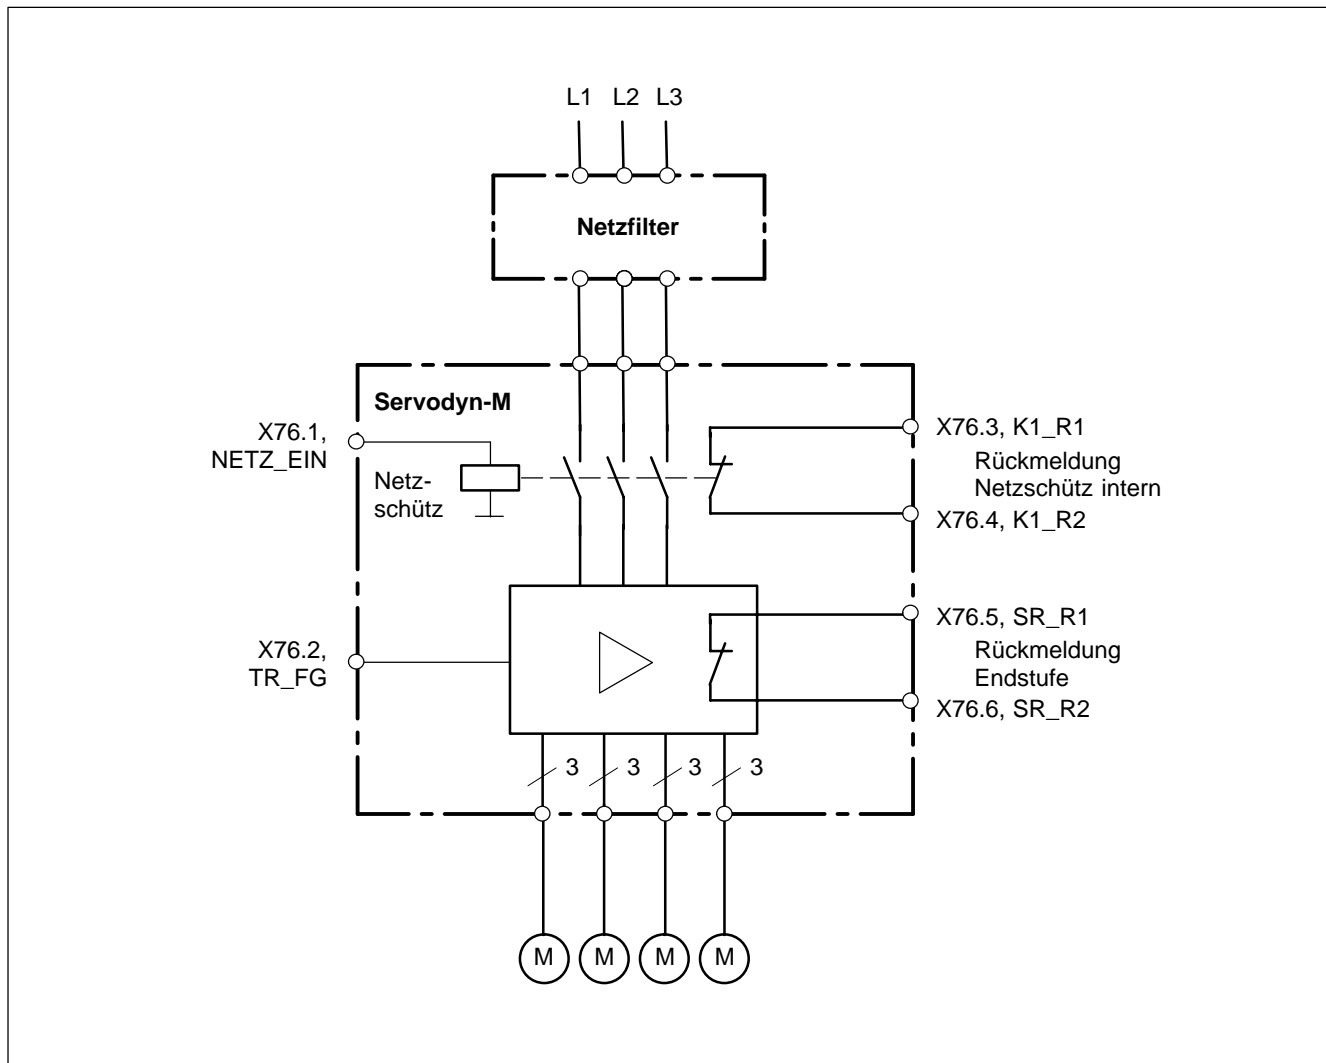 L1 L2 L3
Netzfilter
Servodyn-M
X76.1,
NETZ_EIN
Netz-
schütz
X76.3, K1_R1
Rückmeldung
Netzschütz intern
X76.4, K1_R2
X76.2,
TR_FG
X76.5, SR_R1
Rückmeldung
Endstufe
X76.6, SR_R2
3 3 3 3
M M M M